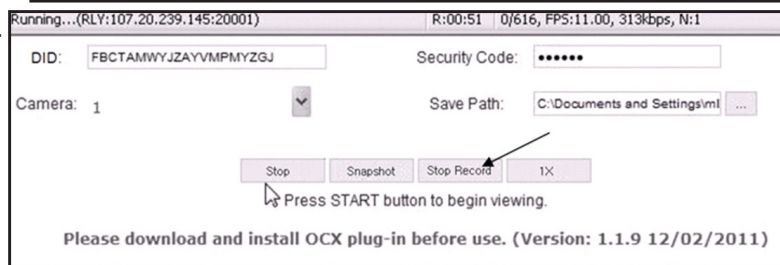 Running...(RLY:107.20.239.145:20001) R:00:51 0/616, FPS:11.00, 313kbps, N:1
DID: FBCTAMWYJZAYVMPMYZGJ Security Code: ••••••
Camera: 1 Save Path: C:\Documents and Settings\ml ...
Stop Snapshot Stop Record 1X
Press START button to begin viewing.
Please download and install OCX plug-in before use. (Version: 1.1.9 12/02/2011)